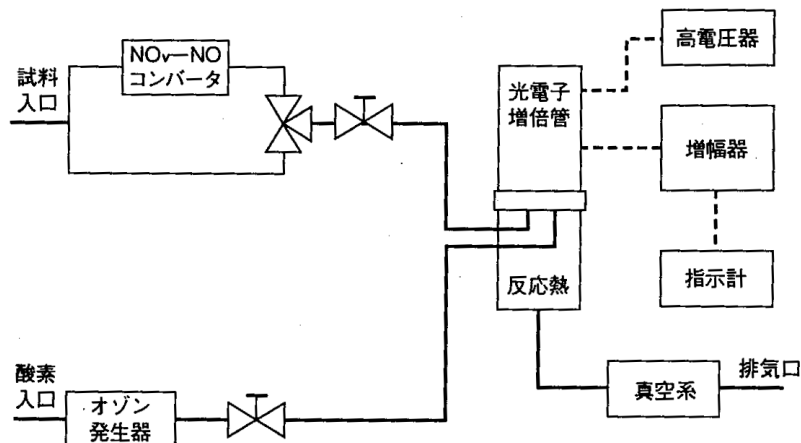 NOv—NO
コンバータ
試料
入口
光電子
増倍管
高電圧器
増幅器
指示計
反応熱
酸素
入口
オゾン
発生器
真空系
排気口